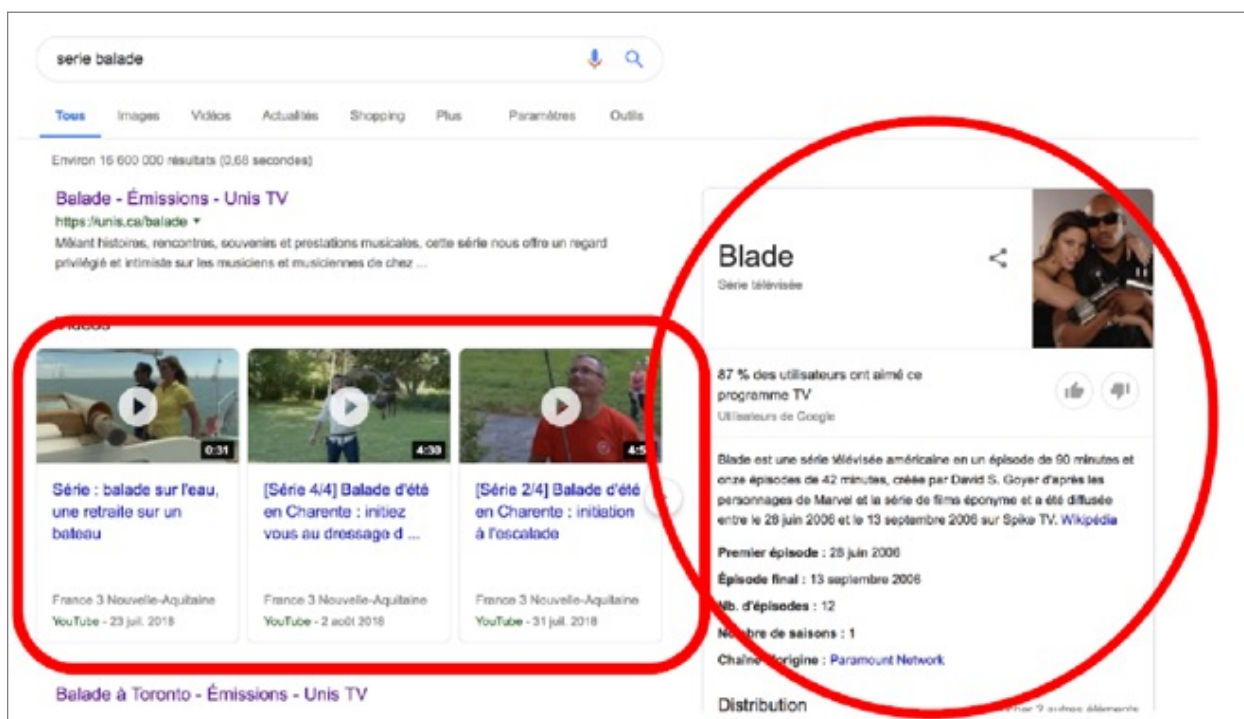 serie balade
Tous Images Vidéos Actualités Shopping Plus Paramètres Outils
Environ 16 600 000 résultats (0,68 secondes)
Balade - Émissions - Unis TV
https://unis.ca/balade
Mêlant histoires, rencontres, souvenirs et prestations musicales, cette série nous offre un regard
privilégié et intimiste sur les musiciens et musiciennes de chez ...
Vidéos
0:31
Série : balade sur l'eau,
une retraite sur un
bateau
France 3 Nouvelle-Aquitaine
YouTube - 23 juil. 2018
4:30
[Série 4/4] Balade d'été
en Charente : initiez
vous au dressage d ...
France 3 Nouvelle-Aquitaine
YouTube - 2 août 2018
[Série 2/4] Balade d'été
en Charente : initiation
à l'escalade
France 3 Nouvelle-Aquitaine
YouTube - 31 juil. 2018
Balade à Toronto - Émissions - Unis TV
Blade
Série télévisée
87 % des utilisateurs ont aimé ce
programme TV
Utilisateurs de Google
Blade est une série télévisée américaine en un épisode de 90 minutes et
onze épisodes de 42 minutes, créée par David S. Goyer d'après les
personnages de Marvel et la série de films éponyme et a été diffusée
entre le 28 juin 2006 et le 13 septembre 2006 sur Spike TV. Wikipédia
Premier épisode : 28 juin 2006
Épisode final : 13 septembre 2006
Nb. d'épisodes : 12
Nombre de saisons : 1
Chaîne d'origine : Paramount Network
Distribution
2 autres éléments